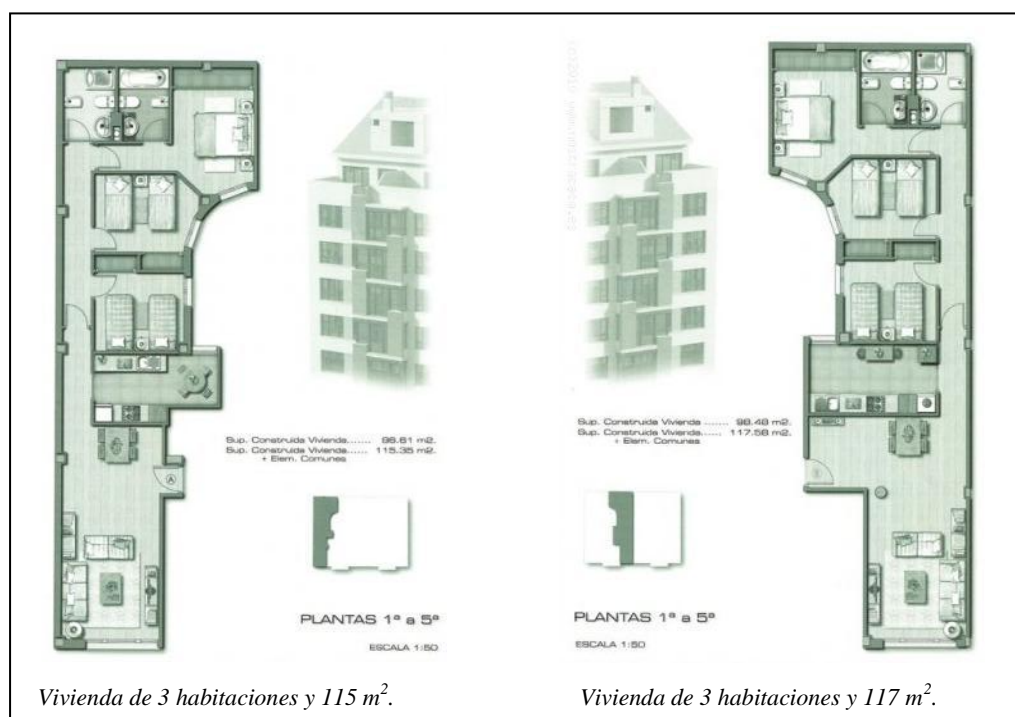 Sup. Construida Vivienda...... 96.61 m2.
Sup. Construida Vivienda...... 115.35 m2.
+ Elem. Comunes
A
PLANTAS 1ª a 5ª
ESCALA 1:50
Vivienda de 3 habitaciones y 115 m².
Sup. Construida Vivienda ....... 98.48 m2.
Sup. Construida Vivienda....... 117.58 m2.
+ Elem. Comunes
PLANTAS 1ª a 5ª
ESCALA 1:50
Vivienda de 3 habitaciones y 117 m².